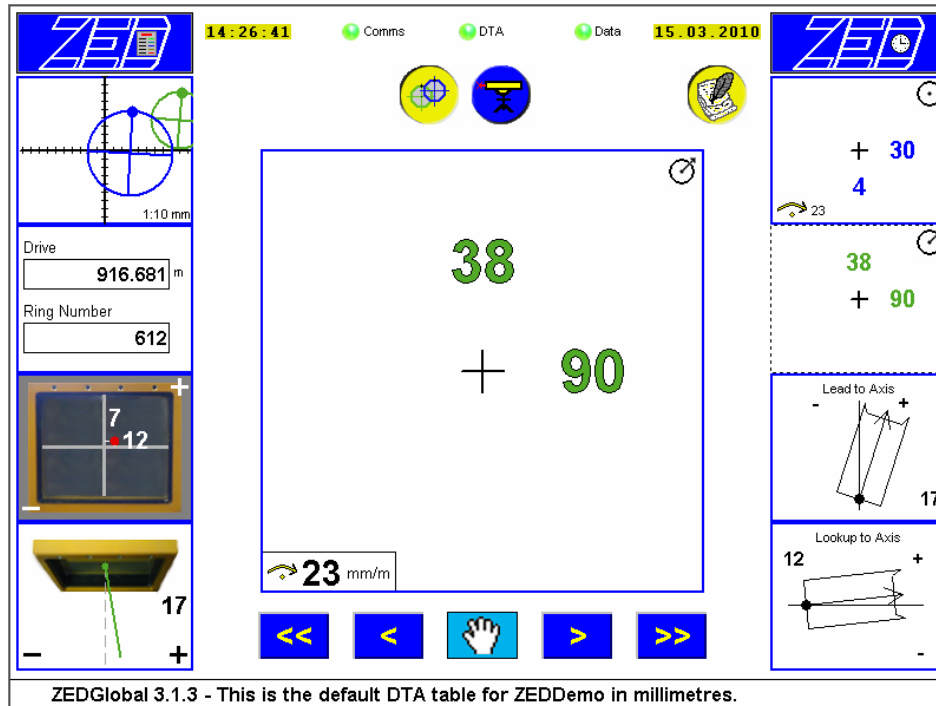 ZED
14:26:41
Comms
DTA
Data
15.03.2010
ZED
1:10 mm
Drive
916.681 m
Ring Number
612
+
7
12
–
17
– +
38
+ 90
23 mm/m
<< < > >>
+ 30
4
23
38
+ 90
Lead to Axis
- +
17
Lookup to Axis
12 +
-
ZEDGlobal 3.1.3 - This is the default DTA table for ZEDDemo in millimetres.